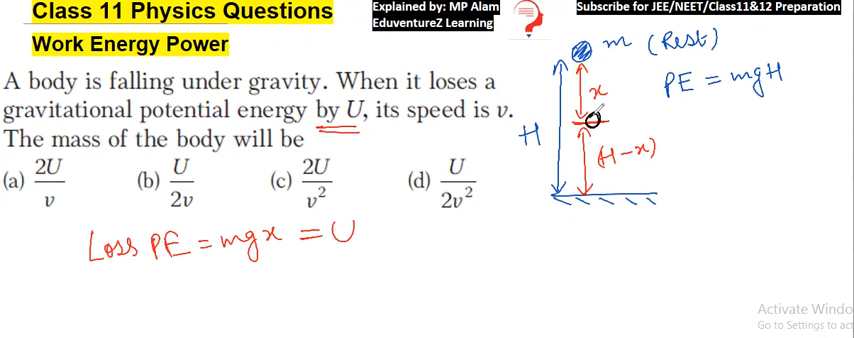 Class 11 Physics Questions
Work Energy Power
Explained by: MP Alam
EduventureZ Learning
Subscribe for JEE/NEET/Class11&12 Preparation
A body is falling under gravity. When it loses a
gravitational potential energy by U, its speed is v.
The mass of the body will be
(a) 2U/v (b) U/2v (c) 2U/v² (d) U/2v²
Loss PE = mgx = U
m (Rest)
PE = mgH
x
H
(H-x)
Activate Windo
Go to Settings to act